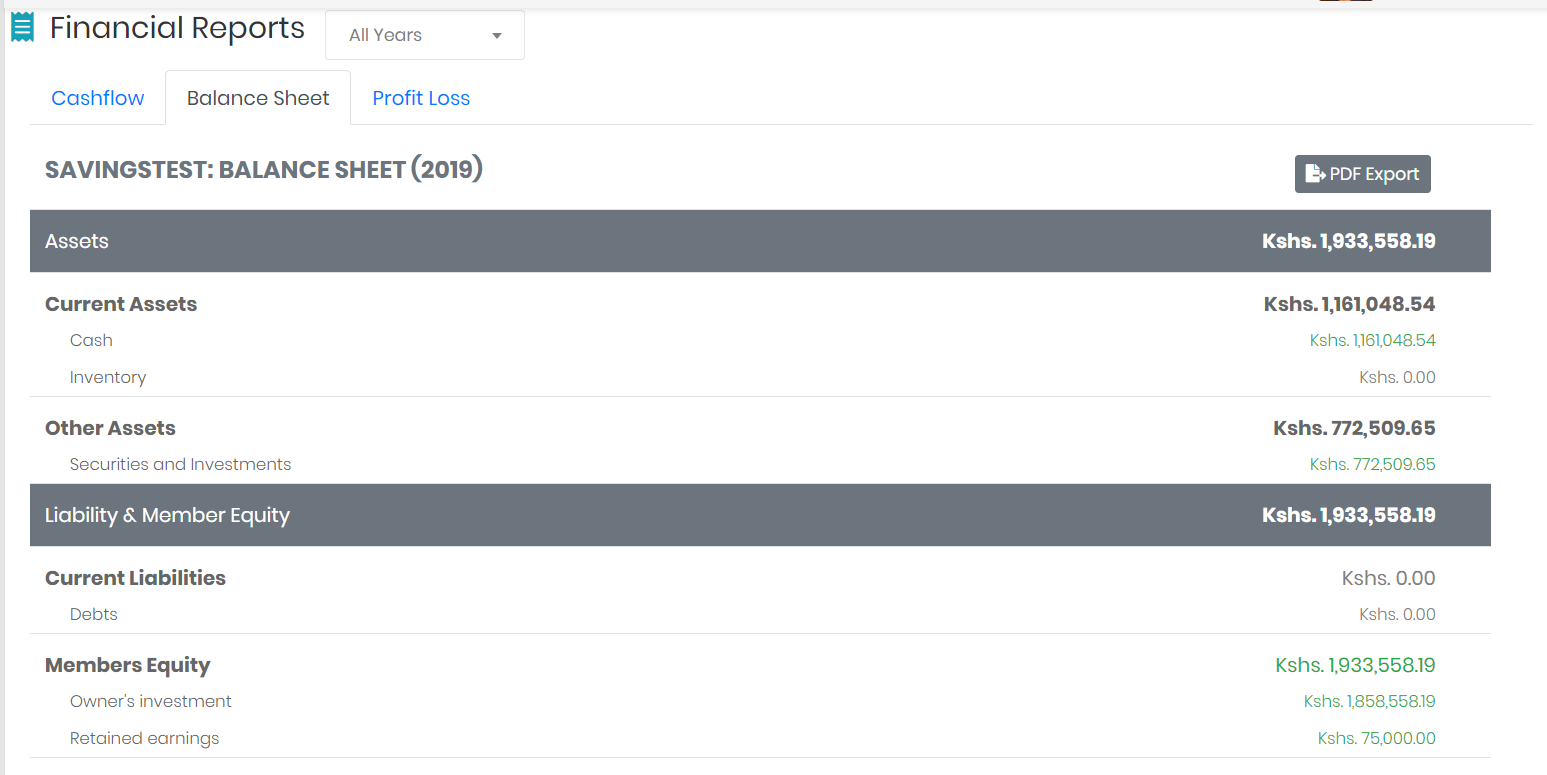 Financial Reports All Years
Cashflow Balance Sheet Profit Loss
SAVINGSTEST: BALANCE SHEET (2019)
PDF Export
Assets Kshs. 1,933,558.19
Current Assets Kshs. 1,161,048.54
Cash Kshs. 1,161,048.54
Inventory Kshs. 0.00
Other Assets Kshs. 772,509.65
Securities and Investments Kshs. 772,509.65
Liability & Member Equity Kshs. 1,933,558.19
Current Liabilities Kshs. 0.00
Debts Kshs. 0.00
Members Equity Kshs. 1,933,558.19
Owner's investment Kshs. 1,858,558.19
Retained earnings Kshs. 75,000.00